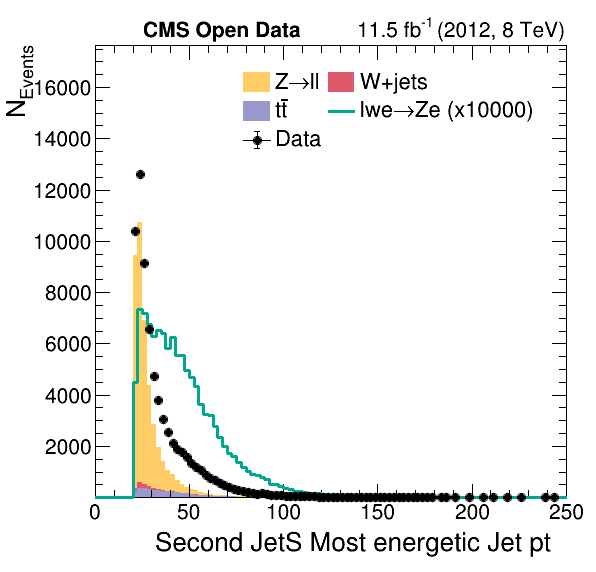 CMS Open Data
11.5 fb-1 (2012, 8 TeV)
NEvents
Z→ll
W+jets
tt̄
lwe→Ze (x10000)
Data
16000
14000
12000
10000
8000
6000
4000
2000
0 50 100 150 200 250
Second JetS Most energetic Jet pt